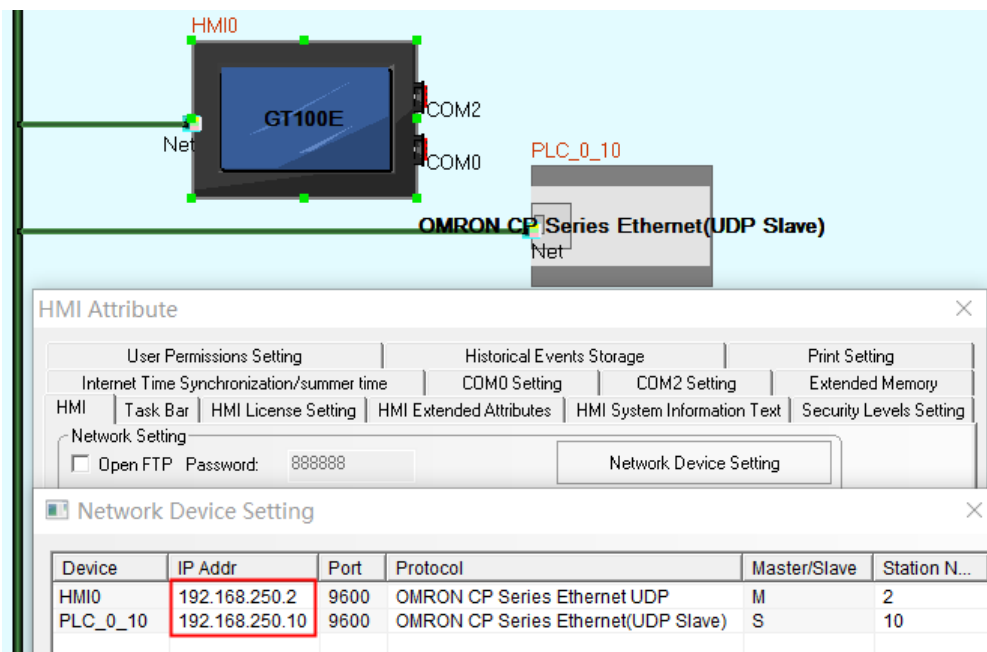 HMI0
GT100E
COM2
Net
COM0
PLC_0_10
OMRON CP Series Ethernet(UDP Slave)
Net
HMI Attribute
User Permissions Setting Historical Events Storage Print Setting
Internet Time Synchronization/summer time COM0 Setting COM2 Setting Extended Memory
HMI Task Bar HMI License Setting HMI Extended Attributes HMI System Information Text Security Levels Setting
Network Setting
Open FTP Password: 888888 Network Device Setting
Network Device Setting
Device IP Addr Port Protocol Master/Slave Station N...
HMI0 192.168.250.2 9600 OMRON CP Series Ethernet UDP M 2
PLC_0_10 192.168.250.10 9600 OMRON CP Series Ethernet(UDP Slave) S 10